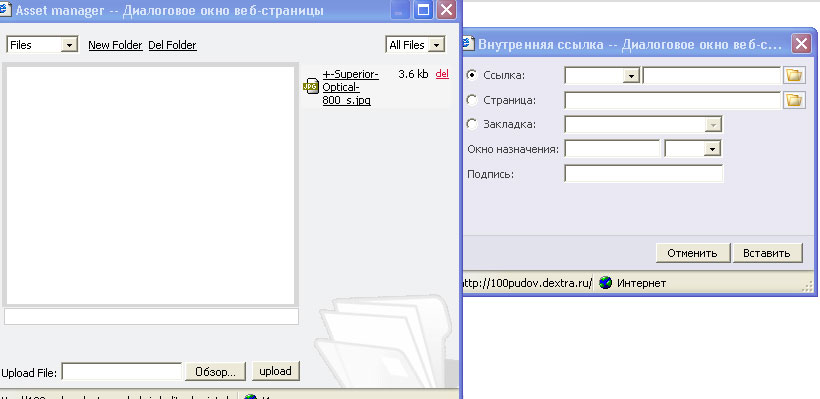 Asset manager -- Диалоговое окно веб-страницы
Files
New Folder
Del Folder
All Files
JPG
+-Superior-
Optical-
800_s.jpg
3.6 kb
del
Upload File:
Обзор...
upload
Внутренняя ссылка -- Диалоговое окно веб-с...
Ссылка:
Страница:
Закладка:
Окно назначения:
Подпись:
Отменить
Вставить
http://100pudov.dextra.ru/
Интернет